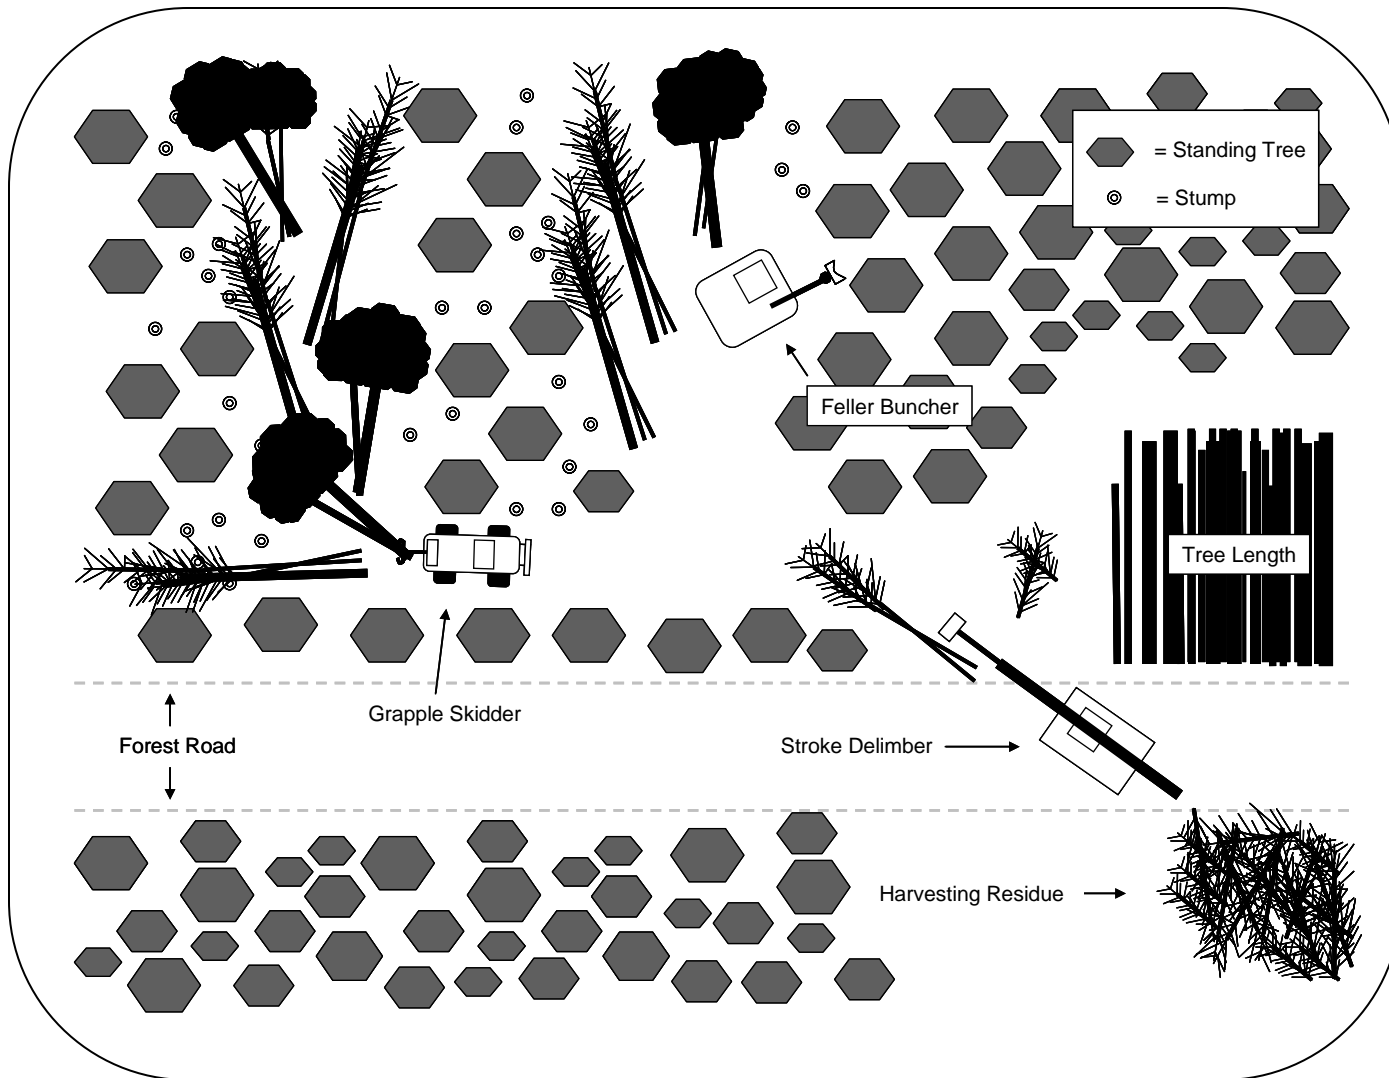 = Standing Tree
= Stump
Feller Buncher
Tree Length
Grapple Skidder
Forest Road
Stroke Delimber
Harvesting Residue